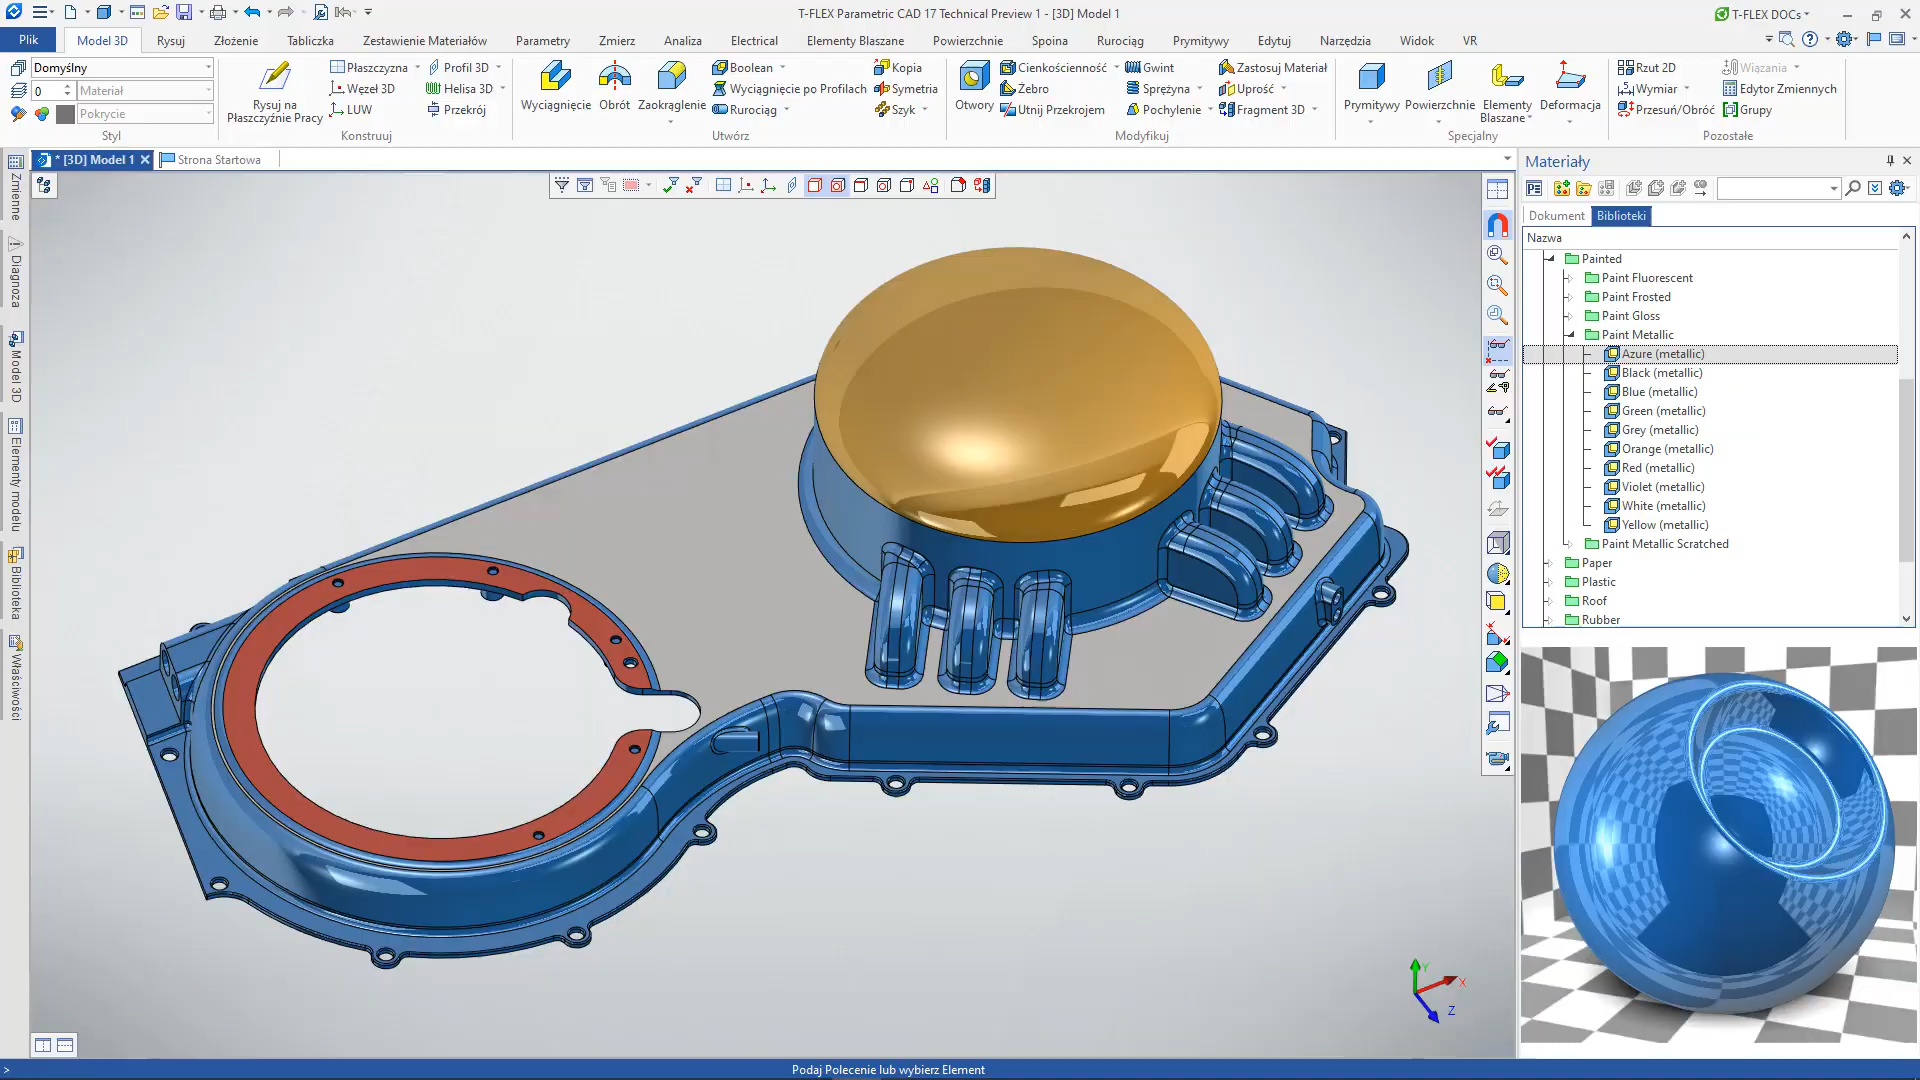 T-FLEX Parametric CAD 17 Technical Preview 1 - [3D] Model 1
T-FLEX DOCs
Plik
Model 3D
Rysuj
Złożenie
Tabliczka
Zestawienie Materiałów
Parametry
Zmierz
Analiza
Electrical
Elementy Blaszane
Powierzchnie
Spoina
Rurociąg
Prymitywy
Edytuj
Narzędzia
Widok
VR
Domyślny
0
Materiał
Pokrycie
Styl
Rysuj na
Płaszczyźnie Pracy
Płaszczyzna
Węzeł 3D
LUW
Profil 3D
Helisa 3D
Przekrój
Konstruuj
Wyciągnięcie
Obrót
Zaokrąglenie
Boolean
Wyciągnięcie po Profilach
Rurociąg
Kopia
Symetria
Szyk
Utwórz
Otwory
Cienkościenność
Żebro
Utnij Przekrojem
Gwint
Sprężyna
Pochylenie
Zastosuj Materiał
Uprość
Fragment 3D
Modyfikuj
Prymitywy
Powierzchnie
Elementy
Blaszane
Deformacja
Specjalny
Rzut 2D
Wymiar
Przesuń/Obróć
Wiązania
Edytor Zmiennych
Grupy
Pozostałe
* [3D] Model 1
Strona Startowa
Zmienne
Diagnoza
Model 3D
Elementy modelu
Biblioteka
Właściwości
Materiały
Dokument
Biblioteki
Nazwa
Painted
Paint Fluorescent
Paint Frosted
Paint Gloss
Paint Metallic
Azure (metallic)
Black (metallic)
Blue (metallic)
Green (metallic)
Grey (metallic)
Orange (metallic)
Red (metallic)
Violet (metallic)
White (metallic)
Yellow (metallic)
Paint Metallic Scratched
Paper
Plastic
Roof
Rubber
Y
X
Z
>
Podaj Polecenie lub wybierz Element